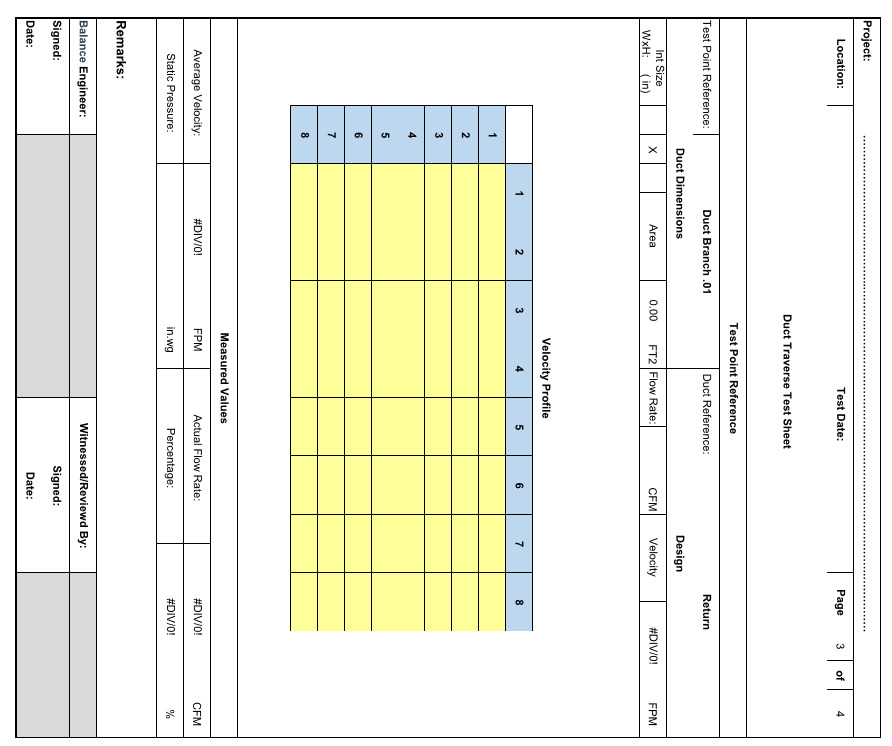 Project: ........................................................................................................................................
Location: Test Date: Page 3 of 4
Duct Traverse Test Sheet
Test Point Reference
Test Point Reference: Duct Branch .01 Duct Reference: Return
Duct Dimensions Design
Int Size
WxH: ( in) X Area 0.00 FT2 Flow Rate: CFM Velocity #DIV/0! FPM
Velocity Profile
1 2 3 4 5 6 7 8
1
2
3
4
5
6
7
8
Measured Values
Average Velocity: #DIV/0! FPM Actual Flow Rate: #DIV/0! CFM
Static Pressure: in.wg Percentage: #DIV/0! %
Remarks:
Balance Engineer: Witnessed/Reviewd By:
Signed: Signed:
Date: Date: